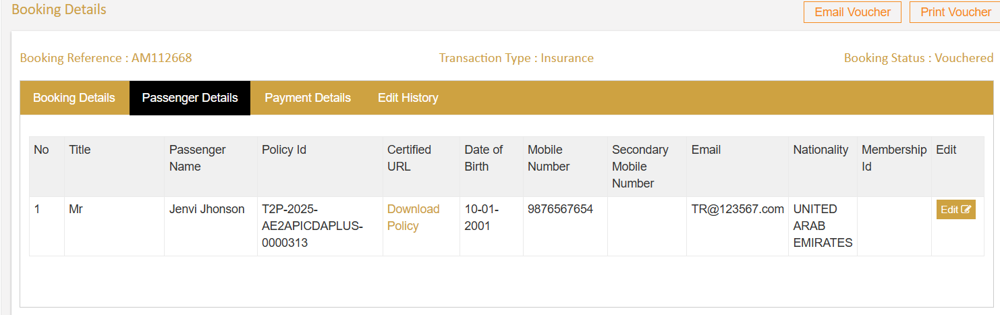 Booking Details
Email Voucher
Print Voucher
Booking Reference : AM112668
Transaction Type : Insurance
Booking Status : Vouchered
Booking Details
Passenger Details
Payment Details
Edit History
No
Title
Passenger
Name
Policy Id
Certified
URL
Date of
Birth
Mobile
Number
Secondary
Mobile
Number
Email
Nationality
Membership
Id
Edit
1
Mr
Jenvi Jhonson
T2P-2025-
AE2APICDAPLUS-
0000313
Download
Policy
10-01-
2001
9876567654
TR@123567.com
UNITED
ARAB
EMIRATES
Edit